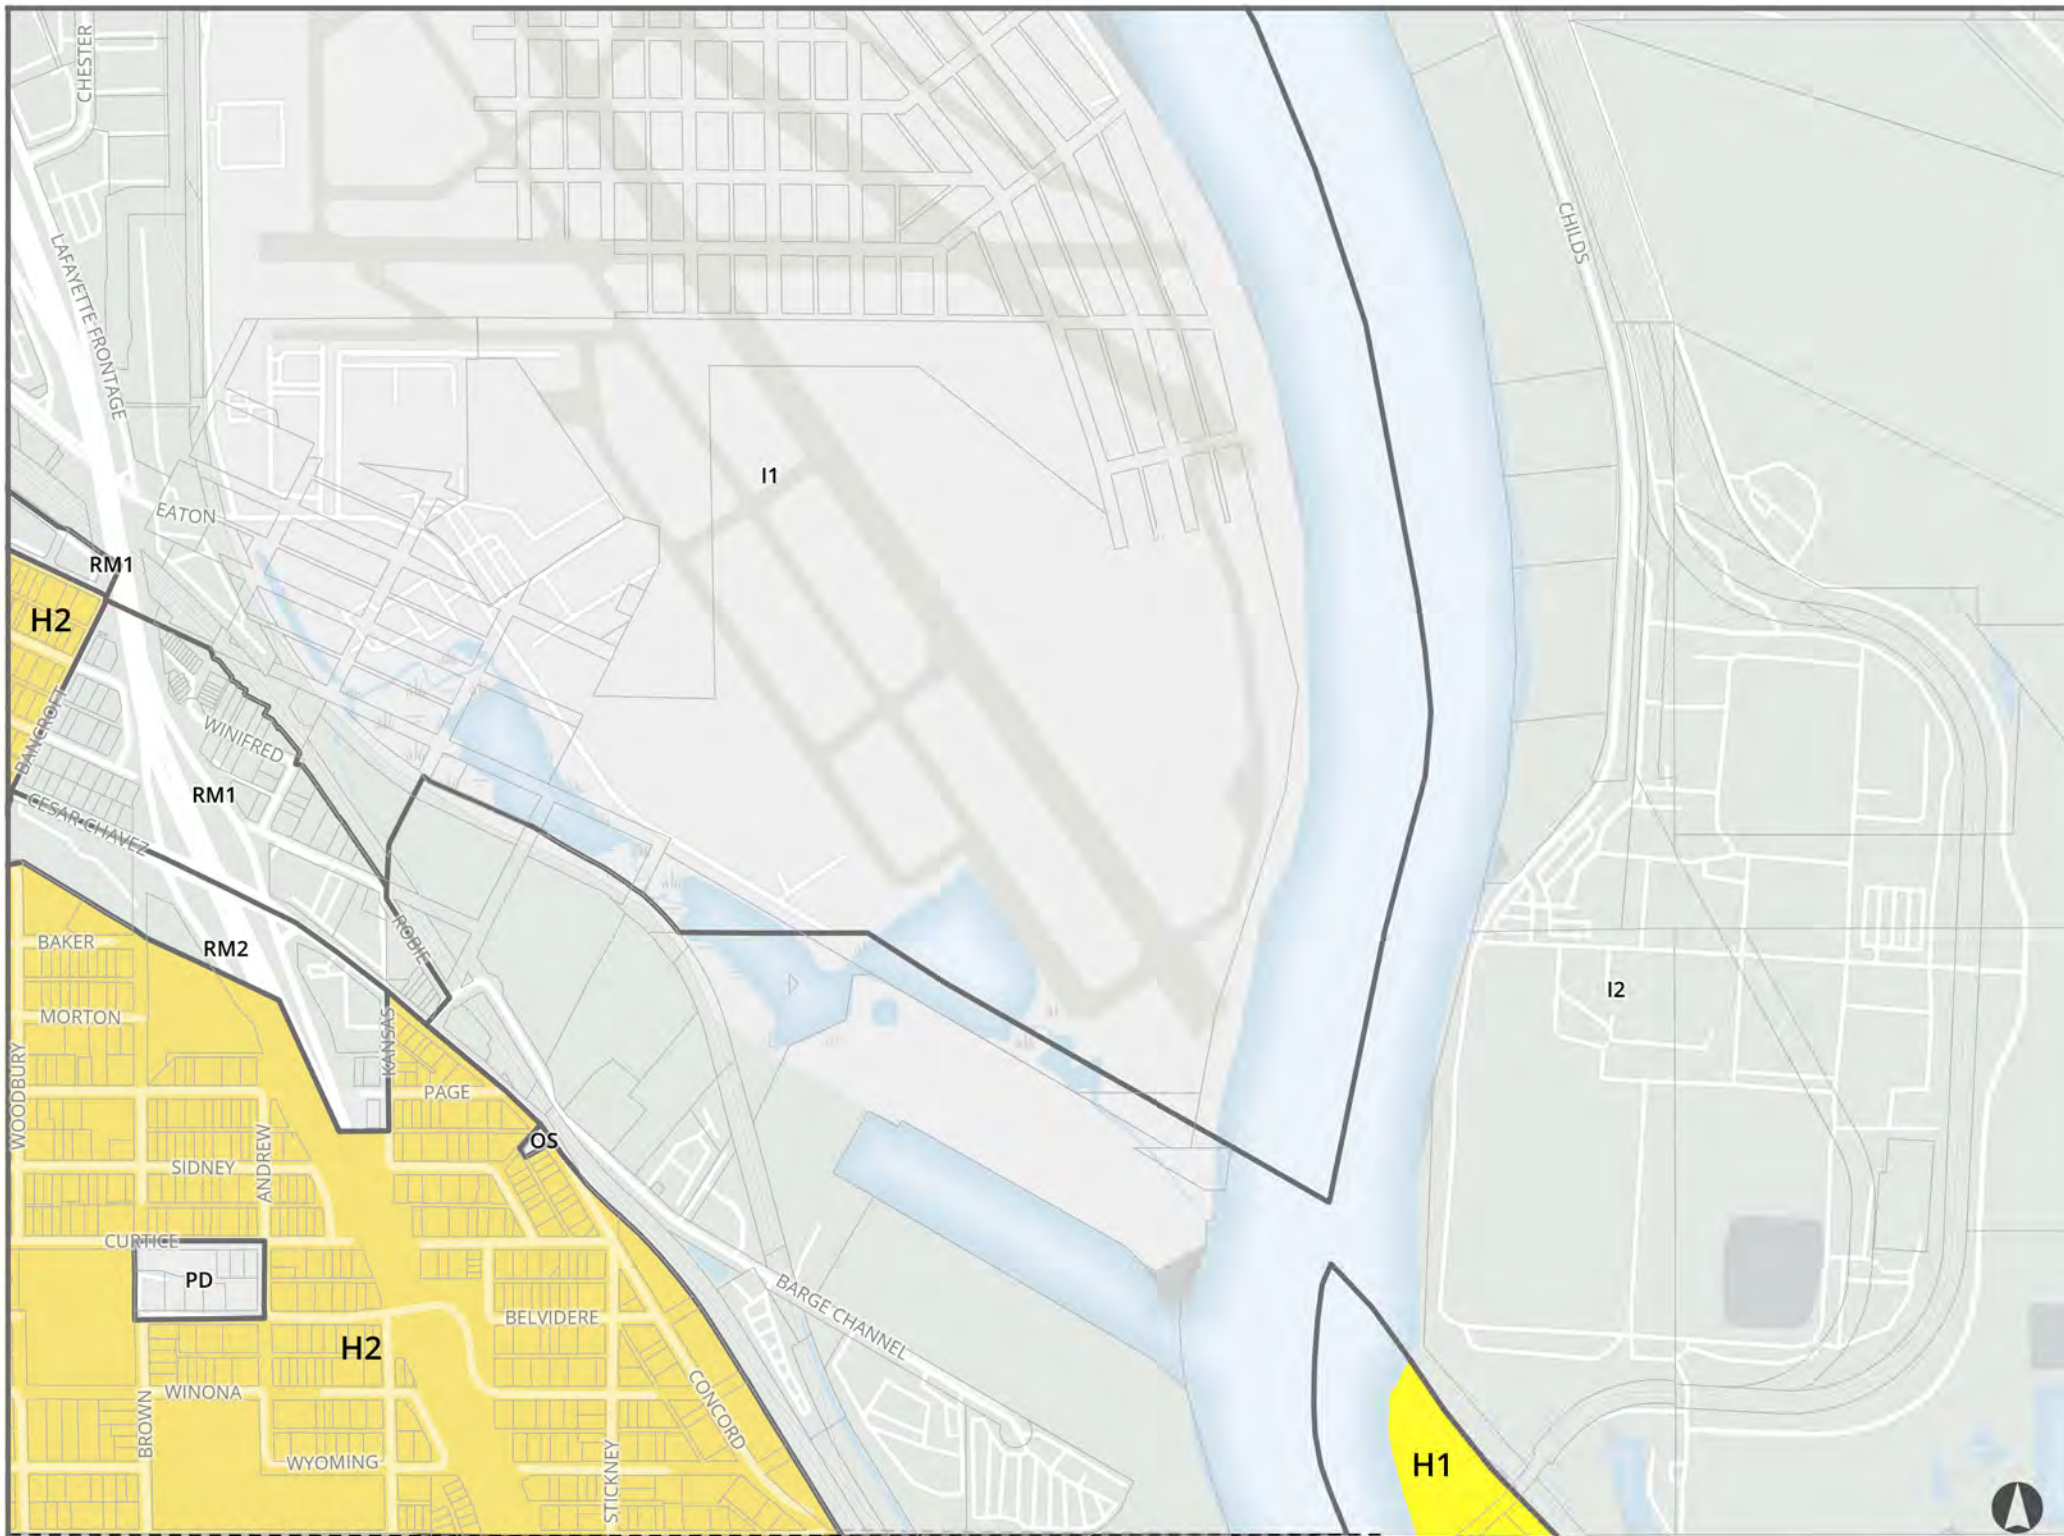 CHESTER
LAFAYETTE FRONTAGE
CHILDS
I1
EATON
RM1
H2
BANCROFT
WINIFRED
RM1
CESAR CHAVEZ
ROBIE
BAKER
RM2
MORTON
KANSAS
I2
WOODBURY
PAGE
ANDREW
OS
SIDNEY
CURTICE
PD
BARGE CHANNEL
BELVIDERE
H2
WINONA
BROWN
CONCORD
WYOMING
STICKNEY
H1